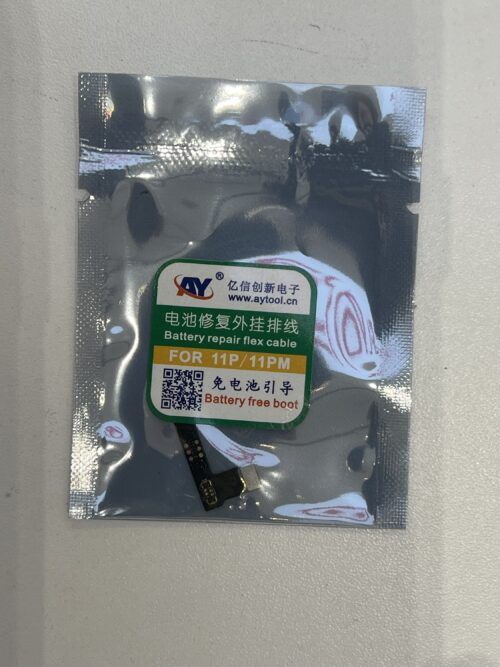 AY® 亿信创新电子
www.aytool.cn
电池修复外挂排线
Battery repair flex cable
FOR 11P/11PM
免电池引导
Battery free boot